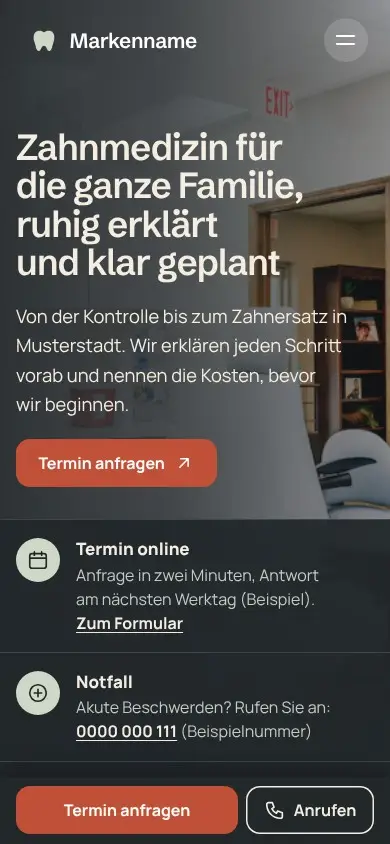 Markenname
EXIT
Zahnmedizin für
die ganze Familie,
ruhig erklärt
und klar geplant
Von der Kontrolle bis zum Zahnersatz in
Musterstadt. Wir erklären jeden Schritt
vorab und nennen die Kosten, bevor
wir beginnen.
Termin anfragen
Termin online
Anfrage in zwei Minuten, Antwort
am nächsten Werktag (Beispiel).
Zum Formular
Notfall
Akute Beschwerden? Rufen Sie an:
0000 000 111 (Beispielnummer)
Termin anfragen
Anrufen